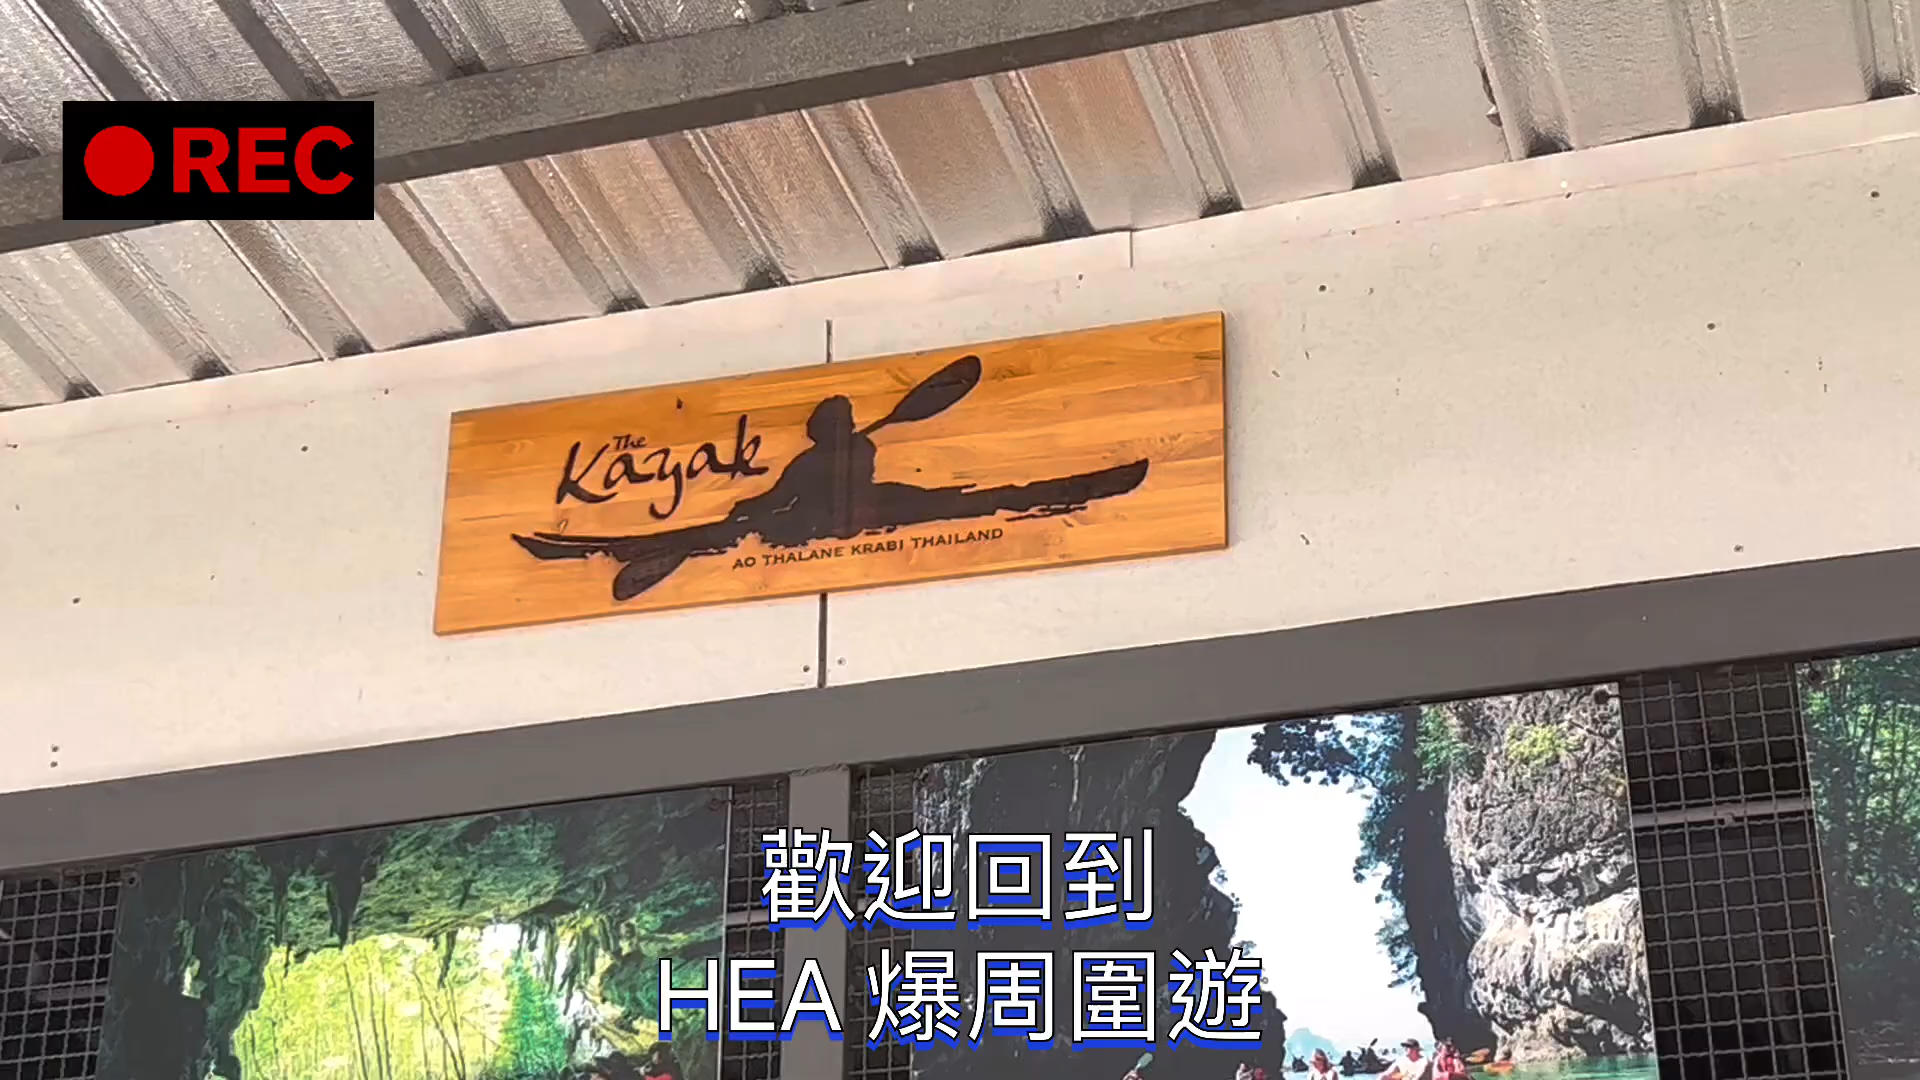 REC
The
Kayak
AO THALANE KRABI THAILAND
歡迎回到
HEA 爆周圍遊